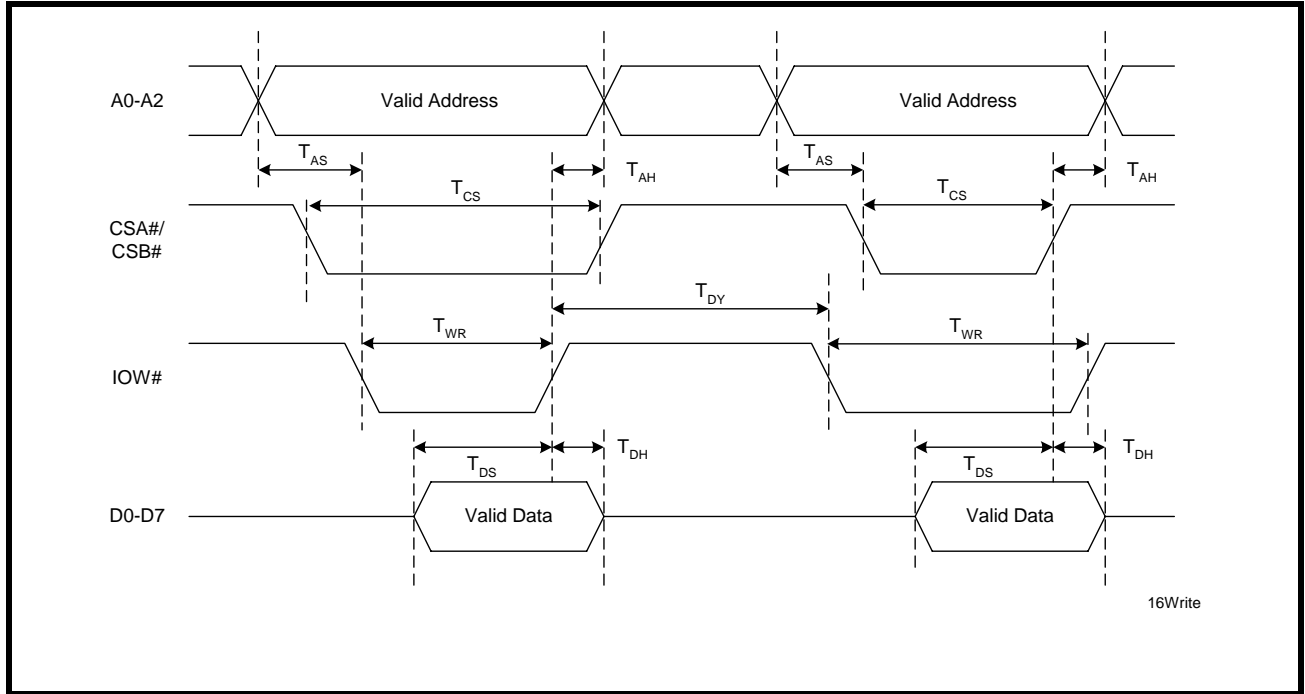 A0-A2
Valid Address
Valid Address
TAS
TAH
TAS
TAH
TCS
TCS
CSA#/
CSB#
TDY
TWR
TWR
IOW#
TDS
TDH
TDS
TDH
D0-D7
Valid Data
Valid Data
16Write